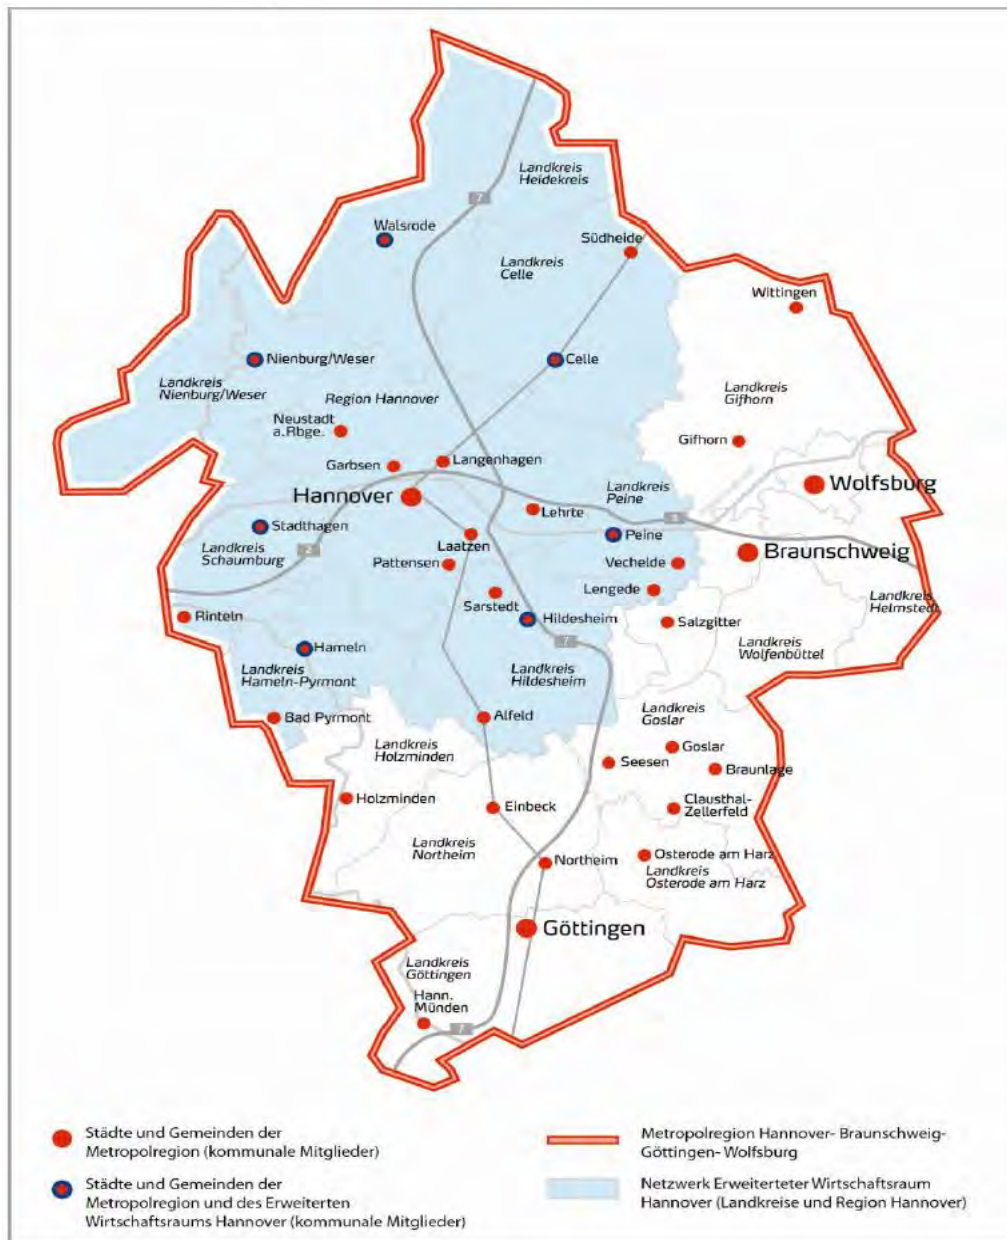 Landkreis
Heidekreis
7
Walsrode
Südheide
Landkreis
Celle
Wittingen
Nienburg/Weser
Celle
Landkreis
Nienburg/Weser
Region Hannover
Landkreis
Gifhorn
Neustadt
a.Rbge.
Gifhorn
Garbsen
Langenhagen
Landkreis
Peine
Wolfsburg
Hannover
Lehrte
Stadthagen
Laatzen
Peine
Braunschweig
Landkreis
Schaumburg
2
Pattensen
Vechelde
Lengede
Landkreis
Helmstedt
Sarstedt
Rinteln
Hildesheim
Salzgitter
Landkreis
Wolfenbüttel
Hameln
7
Landkreis
Hameln-Pyrmont
Landkreis
Hildesheim
Bad Pyrmont
Alfeld
Landkreis
Goslar
Landkreis
Holzminden
Goslar
Seesen
Braunlage
Holzminden
Einbeck
Clausthal-
Zellerfeld
Landkreis
Northeim
Northeim
Osterode am Harz
Landkreis
Osterode am Harz
Göttingen
Landkreis
Göttingen
Hann.
Münden
7
Städte und Gemeinden der
Metropolregion (kommunale Mitglieder)
Städte und Gemeinden der
Metropolregion und des Erweiterten
Wirtschaftsraums Hannover (kommunale Mitglieder)
Metropolregion Hannover- Braunschweig-
Göttingen- Wolfsburg
Netzwerk Erweiterteter Wirtschaftsraum
Hannover (Landkreise und Region Hannover)